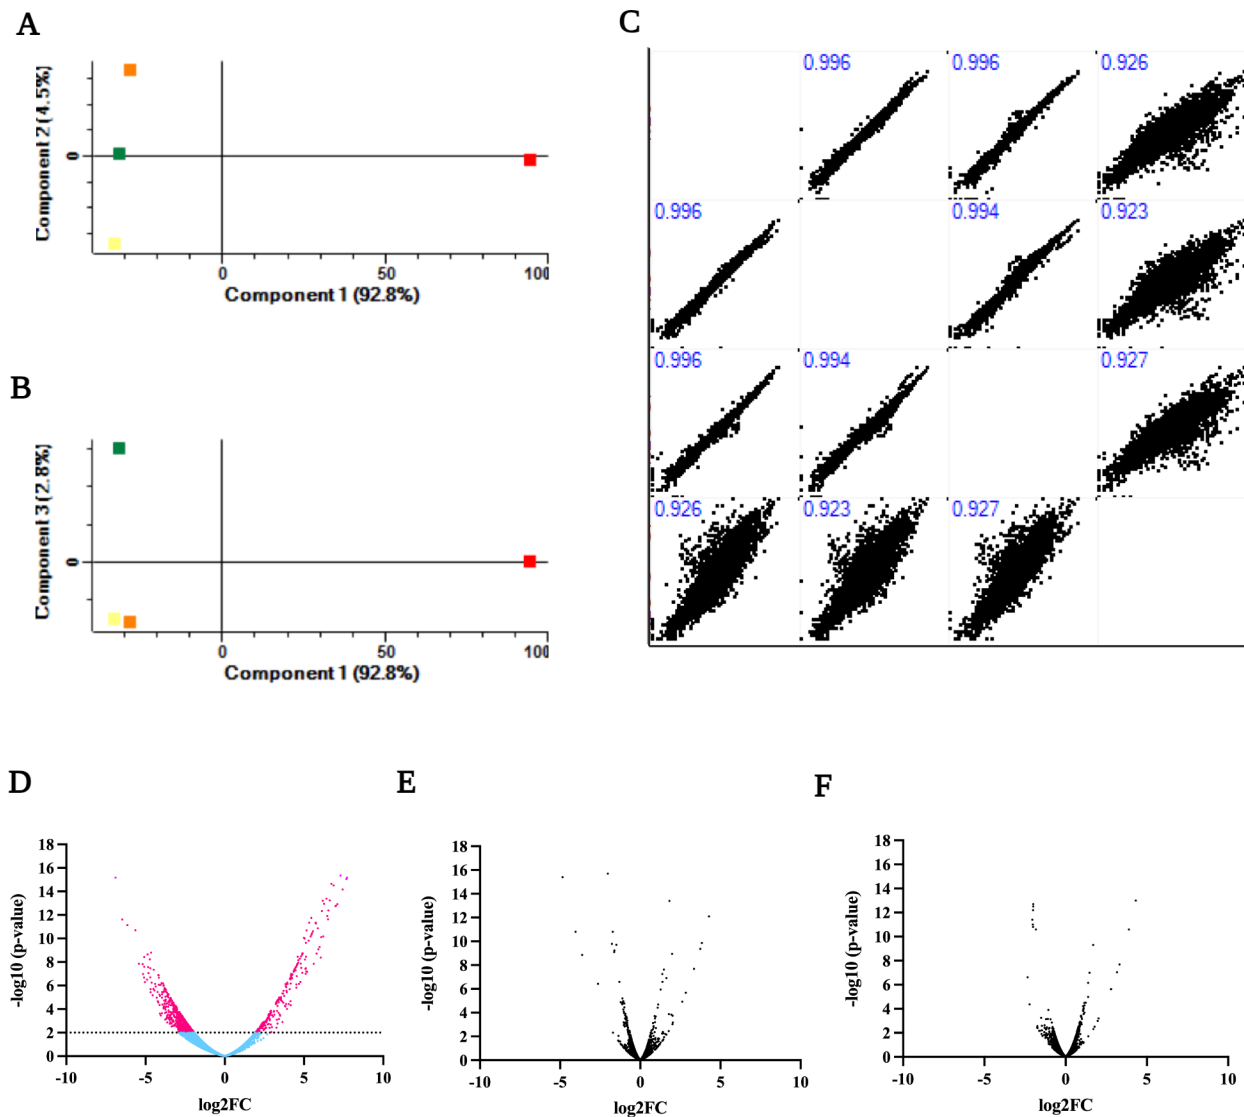 A
Component 2 (4.5%)
0
0 50 100
Component 1 (92.8%)
B
Component 3 (2.8%)
0
0 50 100
Component 1 (92.8%)
C
0.996 0.996 0.926
0.996 0.994 0.923
0.996 0.994 0.927
0.926 0.923 0.927
D
-log10 (p-value)
18
16
14
12
10
8
6
4
2
0
-10 -5 0 5 10
log2FC
E
-log10 (p-value)
18
16
14
12
10
8
6
4
2
0
-10 -5 0 5 10
log2FC
F
-log10 (p-value)
18
16
14
12
10
8
6
4
2
0
-10 -5 0 5 10
log2FC